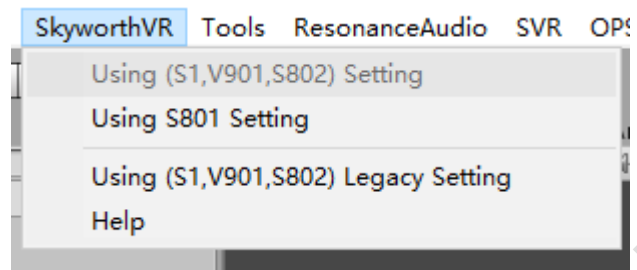 SkyworthVR Tools ResonanceAudio SVR OPS
Using (S1,V901,S802) Setting
Using S801 Setting
Using (S1,V901,S802) Legacy Setting
Help